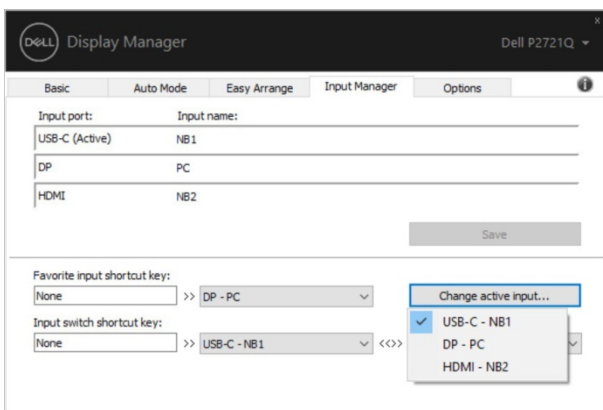 x
DELL Display Manager Dell P2721Q
Basic Auto Mode Easy Arrange Input Manager Options i
Input port: Input name:
USB-C (Active) NB1
DP PC
HDMI NB2
Save
Favorite input shortcut key:
None >> DP - PC Change active input...
Input switch shortcut key:
None >> USB-C - NB1 <<>>
✓ USB-C - NB1
DP - PC
HDMI - NB2